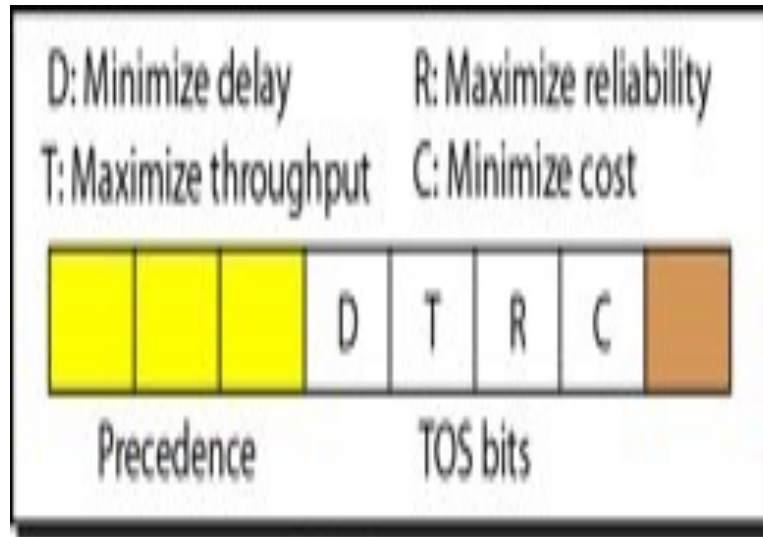 D: Minimize delay R: Maximize reliability
T: Maximize throughput C: Minimize cost
D T R C
Precedence TOS bits